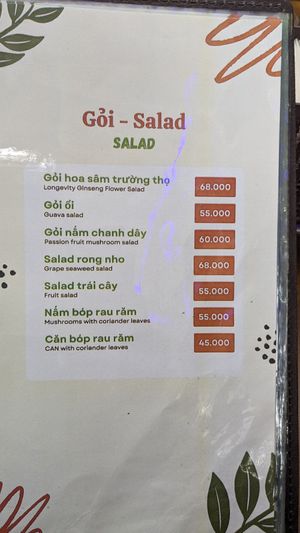 Gỏi - Salad
SALAD
Gỏi hoa sâm trường thọ 68.000
Longevity Ginseng Flower Salad
Gỏi ổi 55.000
Guava salad
Gỏi nấm chanh dây 60.000
Passion fruit mushroom salad
Salad rong nho 68.000
Grape seaweed salad
Salad trái cây 55.000
Fruit salad
Nấm bóp rau răm 55.000
Mushrooms with coriander leaves
Căn bóp rau răm 45.000
CAN with coriander leaves